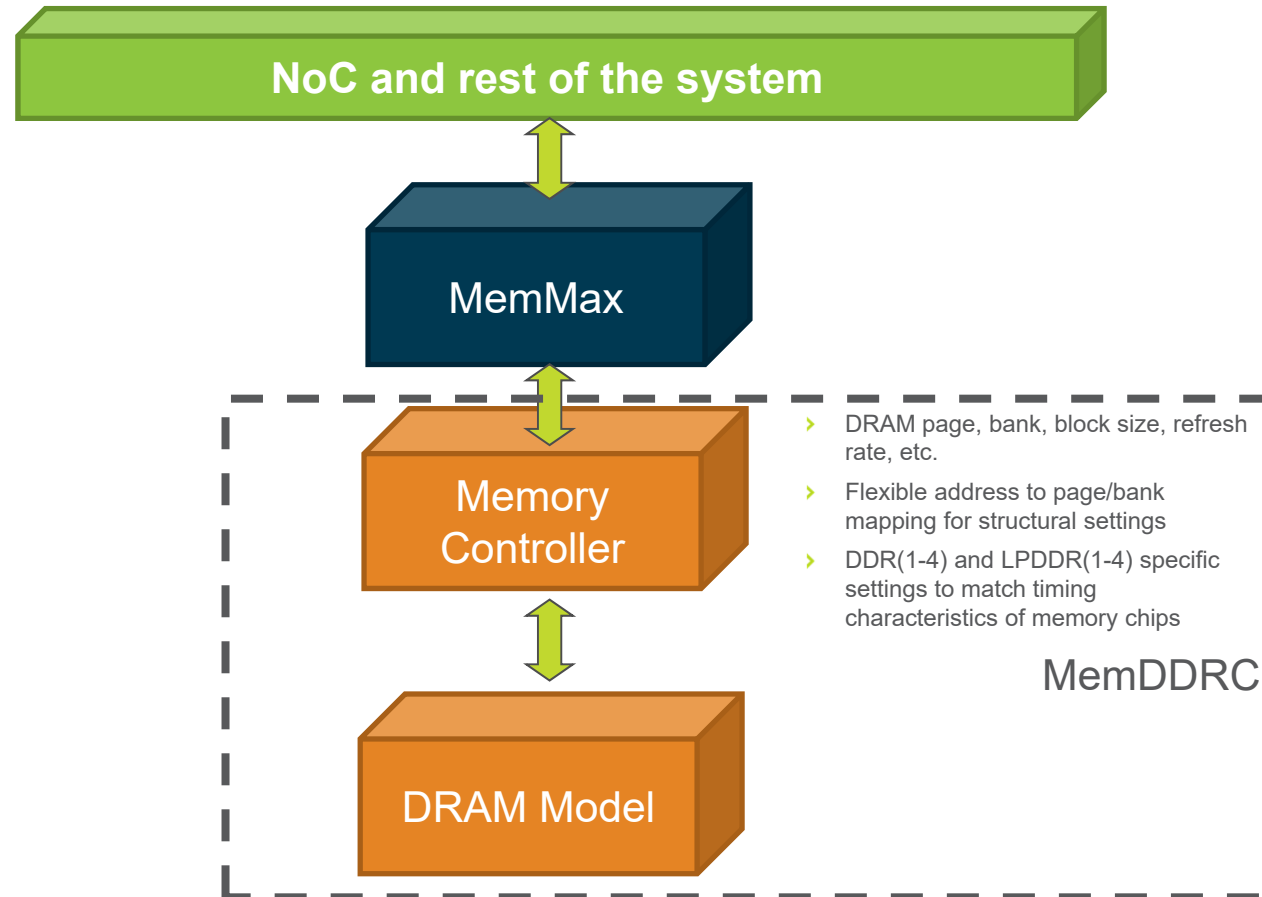 NoC and rest of the system
MemMax
Memory
Controller
› DRAM page, bank, block size, refresh
rate, etc.
› Flexible address to page/bank
mapping for structural settings
› DDR(1-4) and LPDDR(1-4) specific
settings to match timing
characteristics of memory chips
MemDDRC
DRAM Model